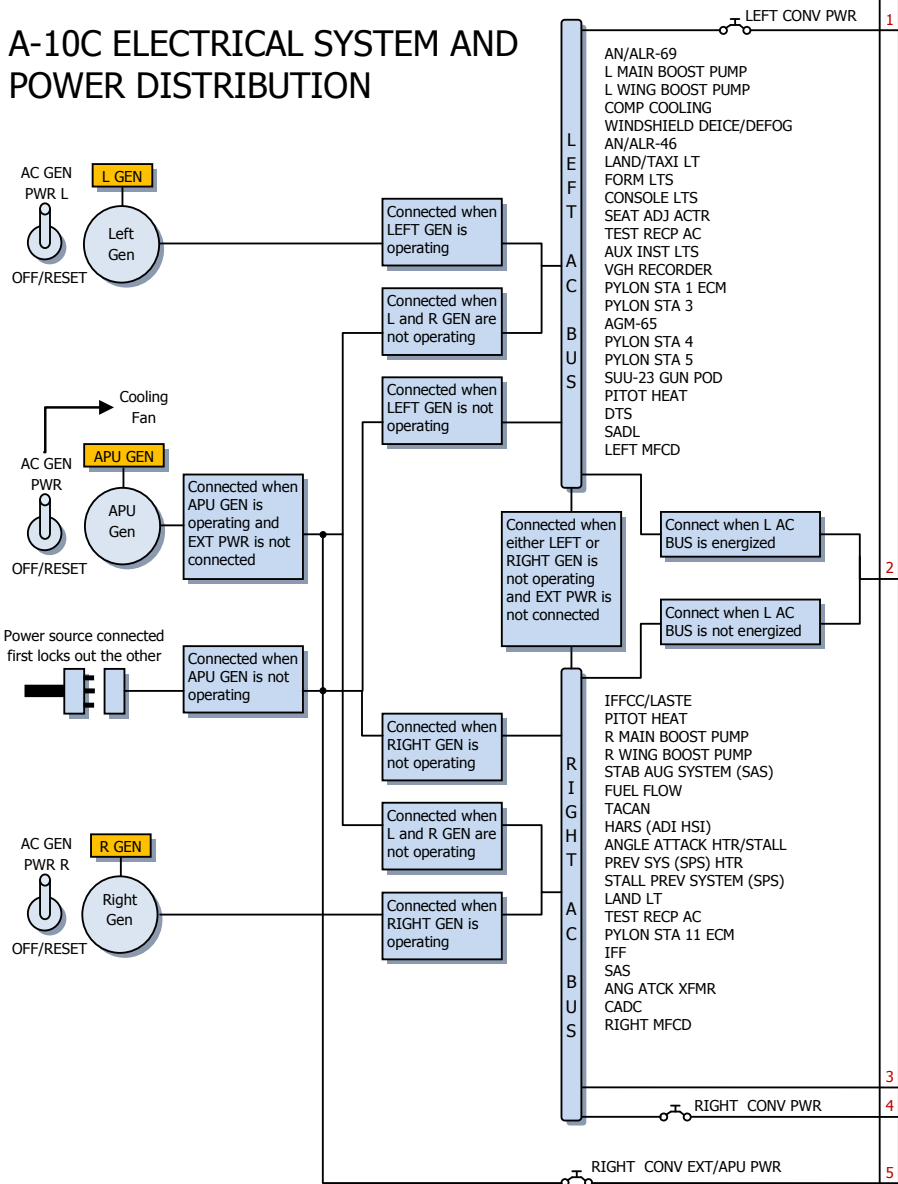 A-10C ELECTRICAL SYSTEM AND
POWER DISTRIBUTION
LEFT CONV PWR
1
AN/ALR-69
L MAIN BOOST PUMP
L WING BOOST PUMP
COMP COOLING
WINDSHIELD DEICE/DEFOG
AN/ALR-46
LAND/TAXI LT
FORM LTS
CONSOLE LTS
SEAT ADJ ACTR
TEST RECP AC
AUX INST LTS
VGH RECORDER
PYLON STA 1 ECM
PYLON STA 3
AGM-65
PYLON STA 4
PYLON STA 5
SUU-23 GUN POD
PITOT HEAT
DTS
SADL
LEFT MFCD
LEFT AC BUS
AC GEN
PWR L
OFF/RESET
L GEN
Left
Gen
Connected when
LEFT GEN is
operating
Connected when
L and R GEN are
not operating
Connected when
LEFT GEN is not
operating
Cooling
Fan
AC GEN
PWR
OFF/RESET
APU GEN
APU
Gen
Connected when
APU GEN is
operating and
EXT PWR is not
connected
Connected when
either LEFT or
RIGHT GEN is
not operating
and EXT PWR is
not connected
Connect when L AC
BUS is energized
2
Connect when L AC
BUS is not energized
Power source connected
first locks out the other
Connected when
APU GEN is not
operating
Connected when
RIGHT GEN is
not operating
Connected when
L and R GEN are
not operating
Connected when
RIGHT GEN is
operating
AC GEN
PWR R
OFF/RESET
R GEN
Right
Gen
RIGHT AC BUS
IFFCC/LASTE
PITOT HEAT
R MAIN BOOST PUMP
R WING BOOST PUMP
STAB AUG SYSTEM (SAS)
FUEL FLOW
TACAN
HARS (ADI HSI)
ANGLE ATTACK HTR/STALL
PREV SYS (SPS) HTR
STALL PREV SYSTEM (SPS)
LAND LT
TEST RECP AC
PYLON STA 11 ECM
IFF
SAS
ANG ATCK XFMR
CADC
RIGHT MFCD
3
RIGHT CONV PWR
4
RIGHT CONV EXT/APU PWR
5